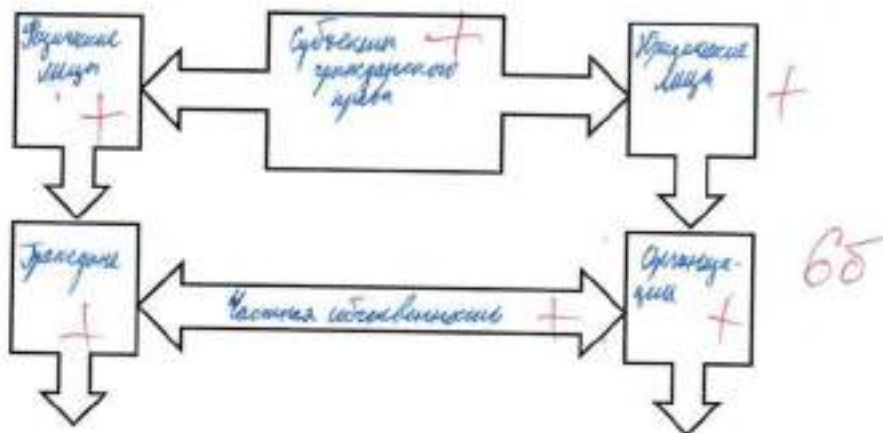 Физические
лица
+
Субъекты +
гражданского
права
Юридические
лица
+
Граждане
+
Частная собственность +
Организа-
ции
+
6б